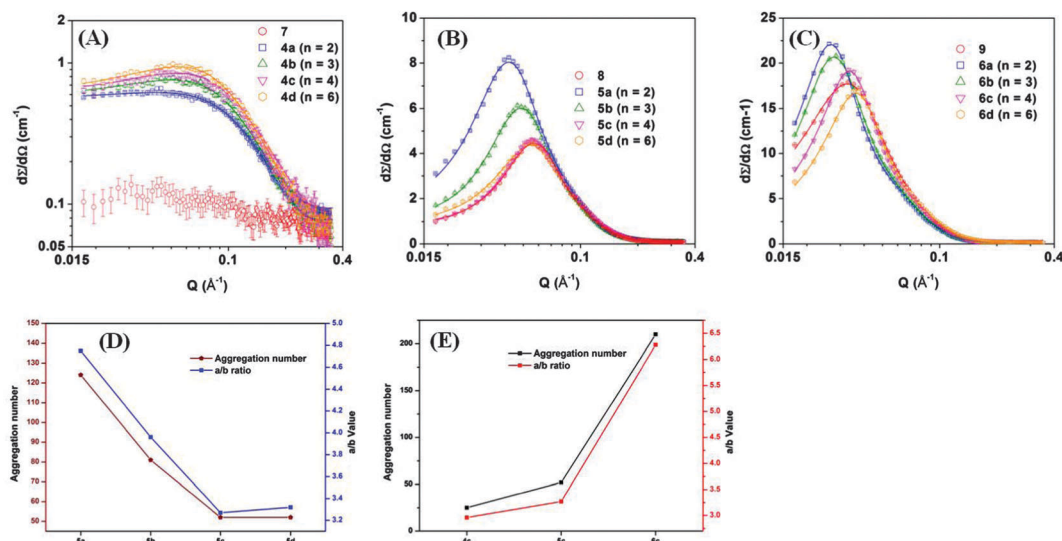 (A)
7
4a (n = 2)
4b (n = 3)
4c (n = 4)
4d (n = 6)
2
1
0.1
0.05
dΣ/dΩ (cm⁻¹)
0.015
0.1
0.4
Q (Å⁻¹)
(B)
8
5a (n = 2)
5b (n = 3)
5c (n = 4)
5d (n = 6)
10
8
6
4
2
0
dΣ/dΩ (cm⁻¹)
0.015
0.1
0.4
Q (Å⁻¹)
(C)
9
6a (n = 2)
6b (n = 3)
6c (n = 4)
6d (n = 6)
25
20
15
10
5
0
dΣ/dΩ (cm-1)
0.015
0.1
0.4
Q (Å⁻¹)
(D)
Aggregation number
a/b ratio
150
140
130
120
110
100
90
80
70
60
50
Aggregation number
5.0
4.8
4.6
4.4
4.2
4.0
3.8
3.6
3.4
3.2
a/b Value
5a
5b
5c
5d
(E)
Aggregation number
a/b ratio
200
150
100
50
0
Aggregation number
6.5
6.0
5.5
5.0
4.5
4.0
3.5
3.0
a/b Value
4c
5c
6c